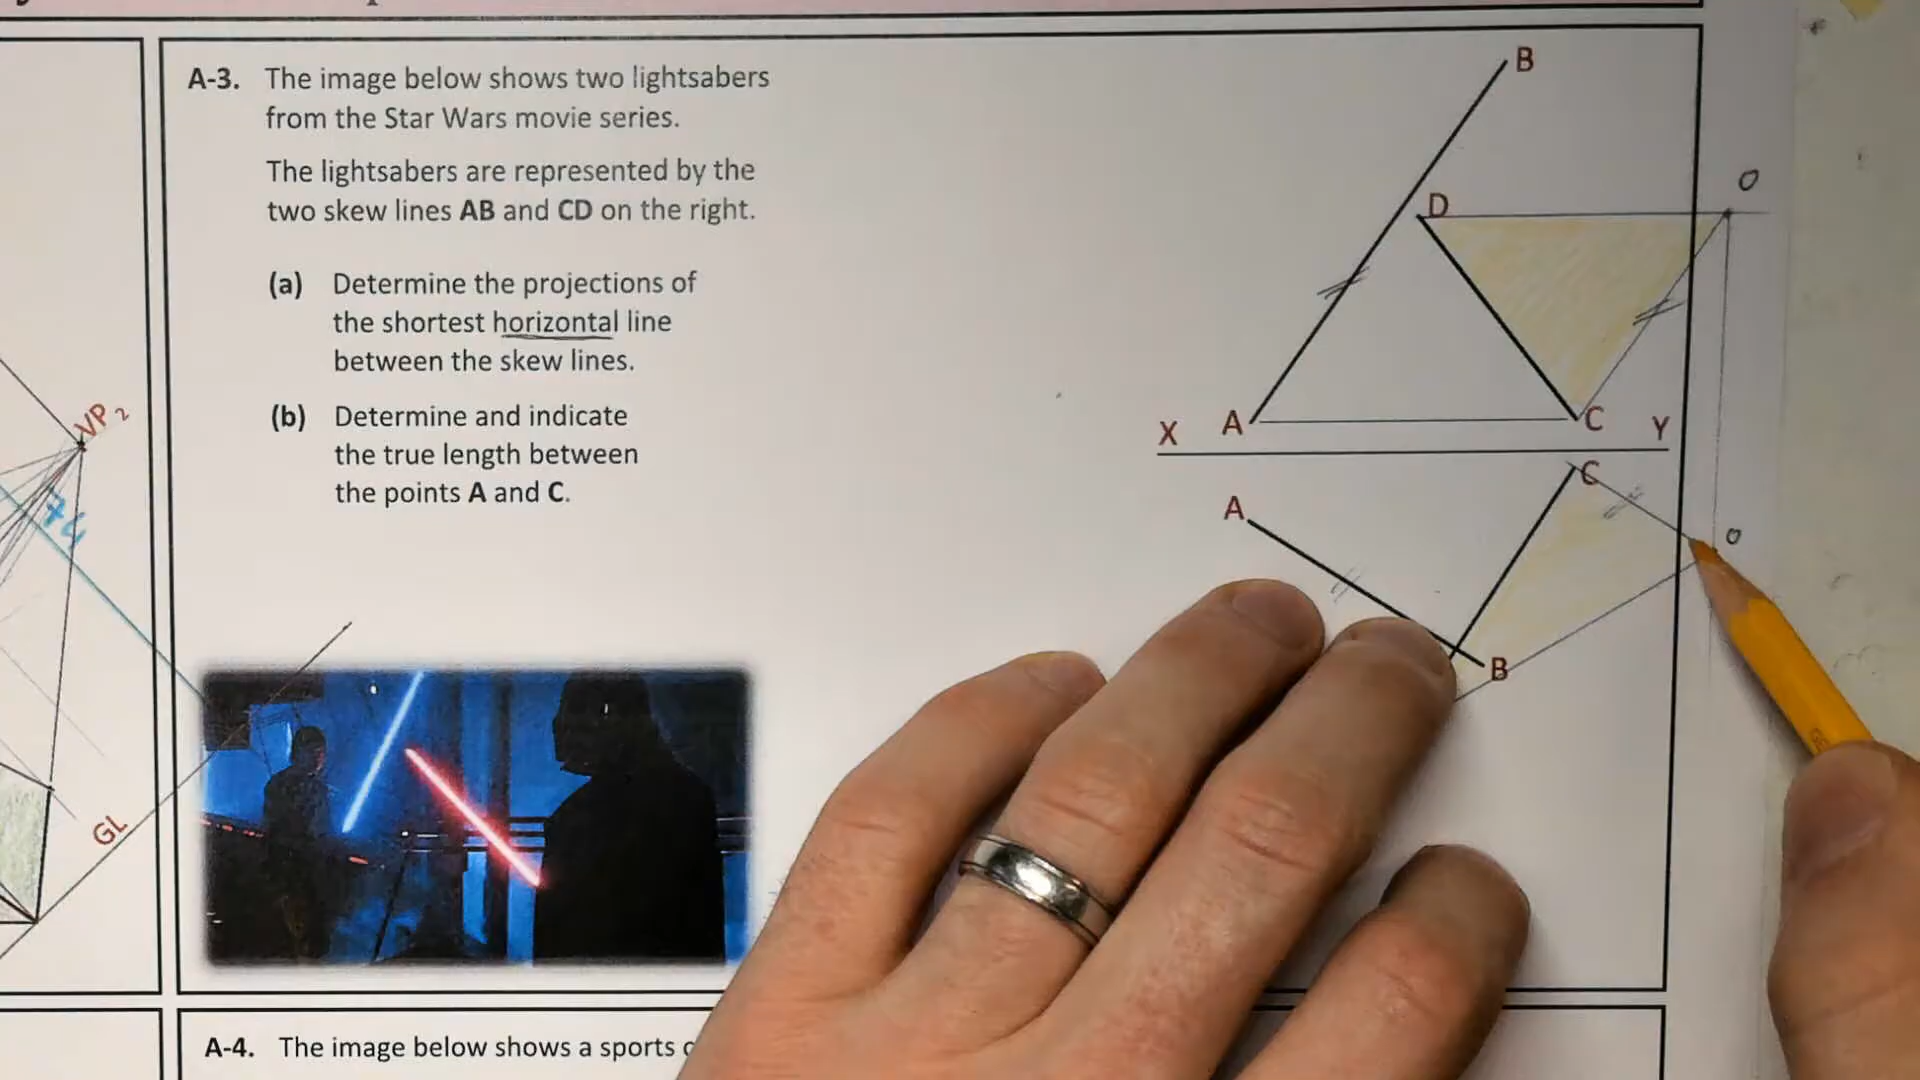 A-3. The image below shows two lightsabers
from the Star Wars movie series.
The lightsabers are represented by the
two skew lines AB and CD on the right.
(a) Determine the projections of
the shortest horizontal line
between the skew lines.
(b) Determine and indicate
the true length between
the points A and C.
B
O
D
X A C Y
C
A
O
B
VP2
GL
A-4. The image below shows a sports